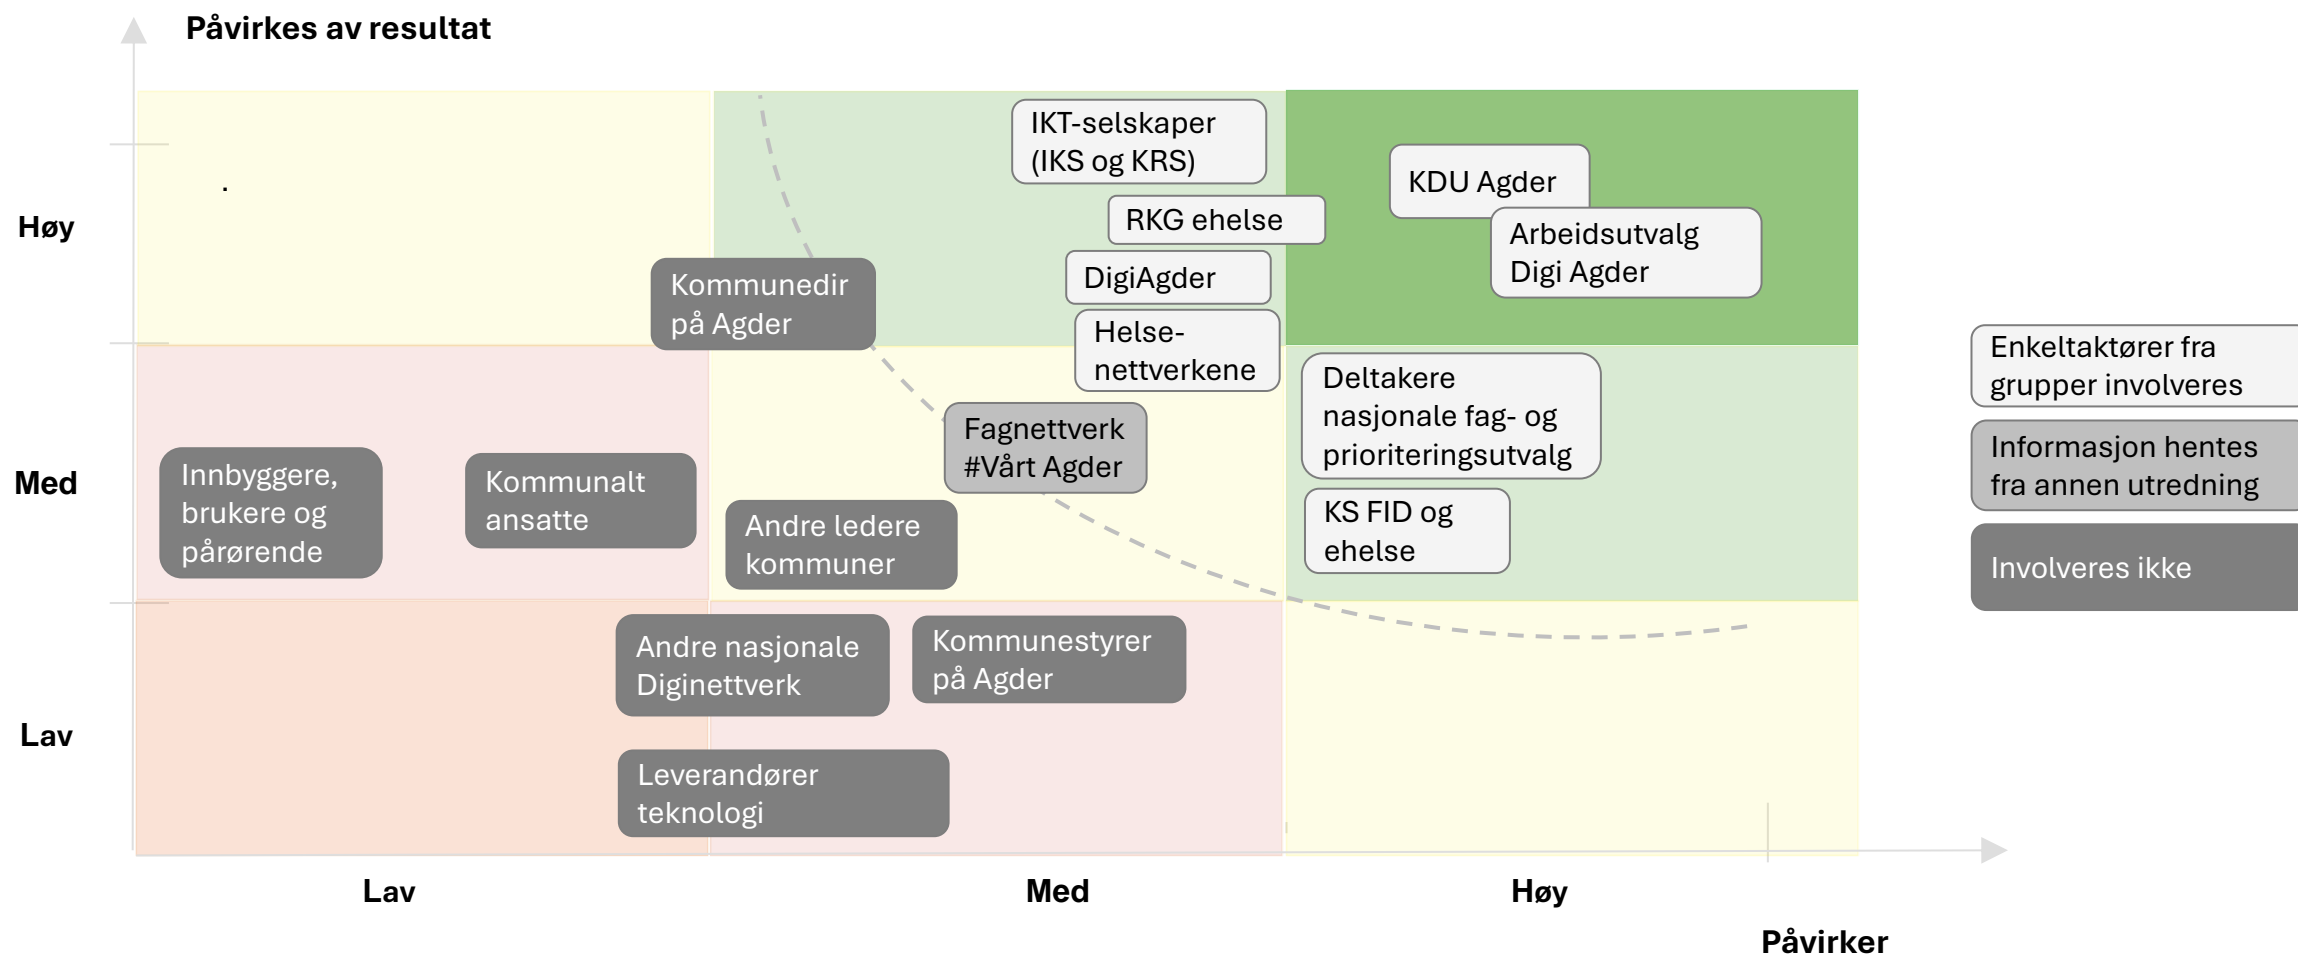 Påvirkes av resultat
IKT-selskaper
(IKS og KRS)
KDU Agder
RKG ehelse
Arbeidsutvalg
Digi Agder
Høy
DigiAgder
Kommunedir
på Agder
Helse-
nettverkene
Deltakere
nasjonale fag- og
prioriteringsutvalg
Fagnettverk
#Vårt Agder
Med
Innbyggere,
brukere og
pårørende
Kommunalt
ansatte
Andre ledere
kommuner
KS FID og
ehelse
Andre nasjonale
Diginettverk
Kommunestyrer
på Agder
Lav
Leverandører
teknologi
Lav
Med
Høy
Påvirker
Enkeltaktører fra
grupper involveres
Informasjon hentes
fra annen utredning
Involveres ikke